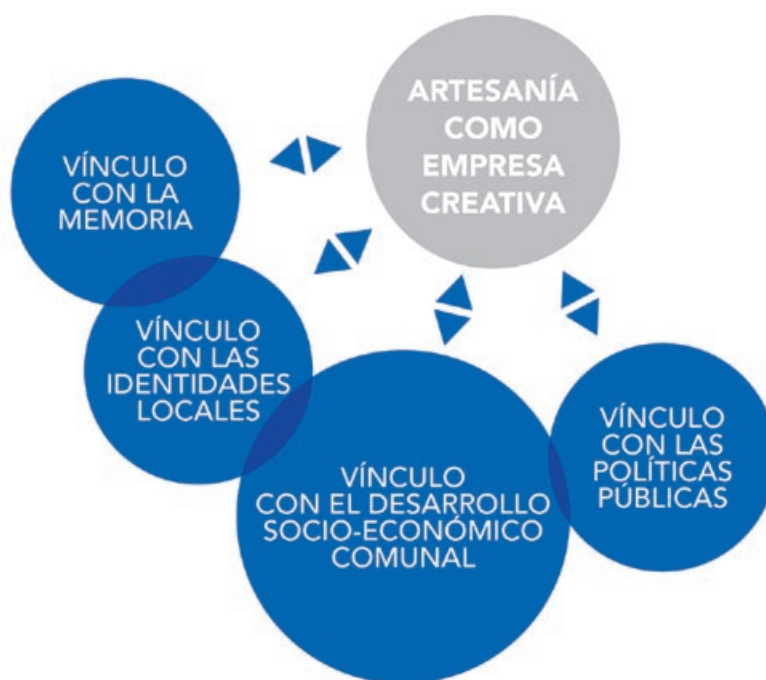 ARTESANÍA
COMO
EMPRESA
CREATIVA
VÍNCULO
CON LA
MEMORIA
VÍNCULO
CON LAS
IDENTIDADES
LOCALES
VÍNCULO
CON EL DESARROLLO
SOCIO-ECONÓMICO
COMUNAL
VÍNCULO
CON LAS
POLÍTICAS
PÚBLICAS